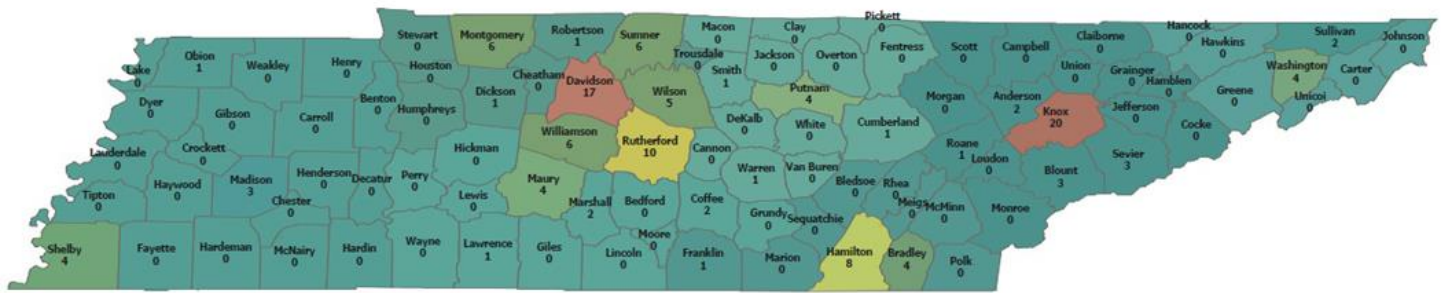 Stewart
0
Montgomery
6
Robertson
1
Sumner
6
Macon
0
Clay
0
Pickett
0
Hancock
0
Sullivan
2
Johnson
0
Lake
0
Obion
1
Weakley
0
Henry
0
Houston
0
Cheatham
0
Davidson
17
Trousdale
0
Smith
1
Jackson
0
Overton
0
Fentress
0
Scott
0
Campbell
0
Claiborne
0
Union
0
Grainger
0
Hamblen
0
Hawkins
0
Greene
0
Washington
4
Unicoi
0
Carter
0
Dyer
0
Gibson
0
Carroll
0
Benton
0
Humphreys
0
Dickson
1
Wilson
5
Putnam
4
Morgan
0
Anderson
2
Knox
20
Jefferson
0
Cocke
0
Lauderdale
0
Crockett
0
Hickman
0
Williamson
6
Rutherford
10
Cannon
0
DeKalb
0
White
0
Cumberland
1
Roane
1
Loudon
0
Blount
3
Sevier
3
Tipton
0
Haywood
0
Madison
3
Henderson
0
Chester
0
Decatur
0
Perry
0
Lewis
0
Maury
4
Marshall
2
Bedford
0
Coffee
2
Warren
1
Van Buren
0
Bledsoe
0
Rhea
0
Meigs
0
McMinn
0
Monroe
0
Shelby
4
Fayette
0
Hardeman
0
McNairy
0
Hardin
0
Wayne
0
Lawrence
1
Giles
0
Lincoln
0
Moore
0
Franklin
1
Grundy
0
Sequatchie
0
Marion
0
Hamilton
8
Bradley
4
Polk
0